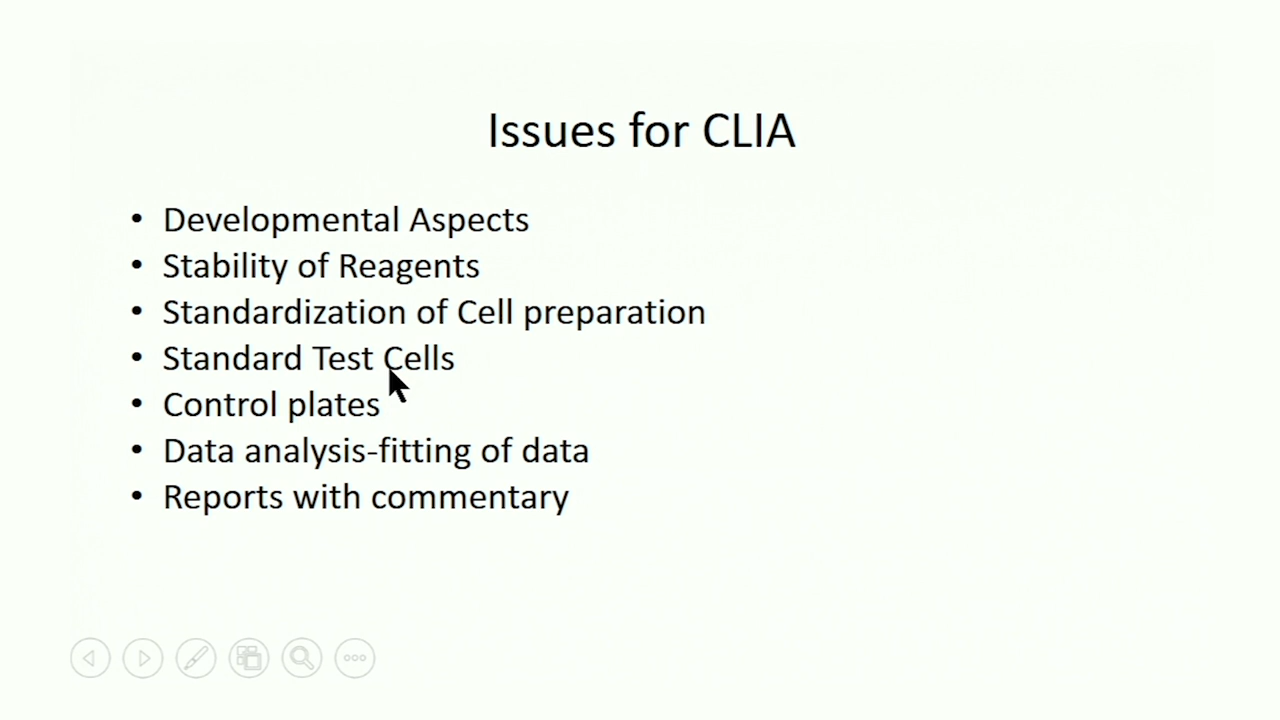 Issues for CLIA
• Developmental Aspects
• Stability of Reagents
• Standardization of Cell preparation
• Standard Test Cells
• Control plates
• Data analysis-fitting of data
• Reports with commentary